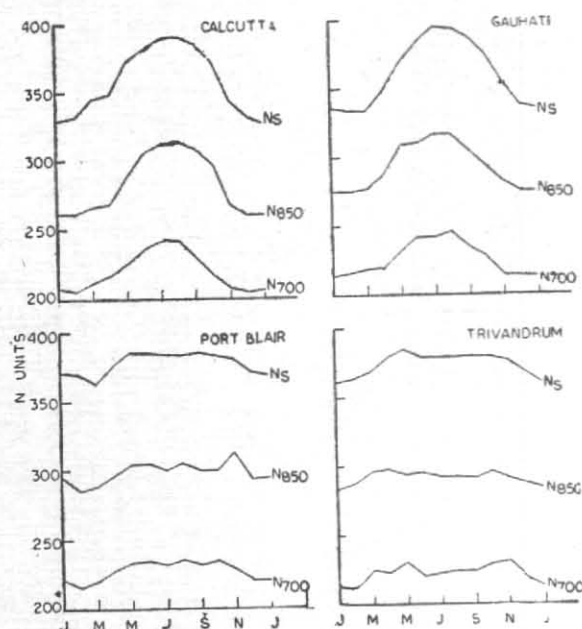 CALCUTTA
400
350
300
250
200
NS
N850
N700
GAUHATI
NS
N850
N700
PORT BLAIR
N UNIT'S
400
350
300
250
200
NS
N850
N700
J M M J S N J
TRIVANDRUM
NS
N850
N700
J M M J S N J